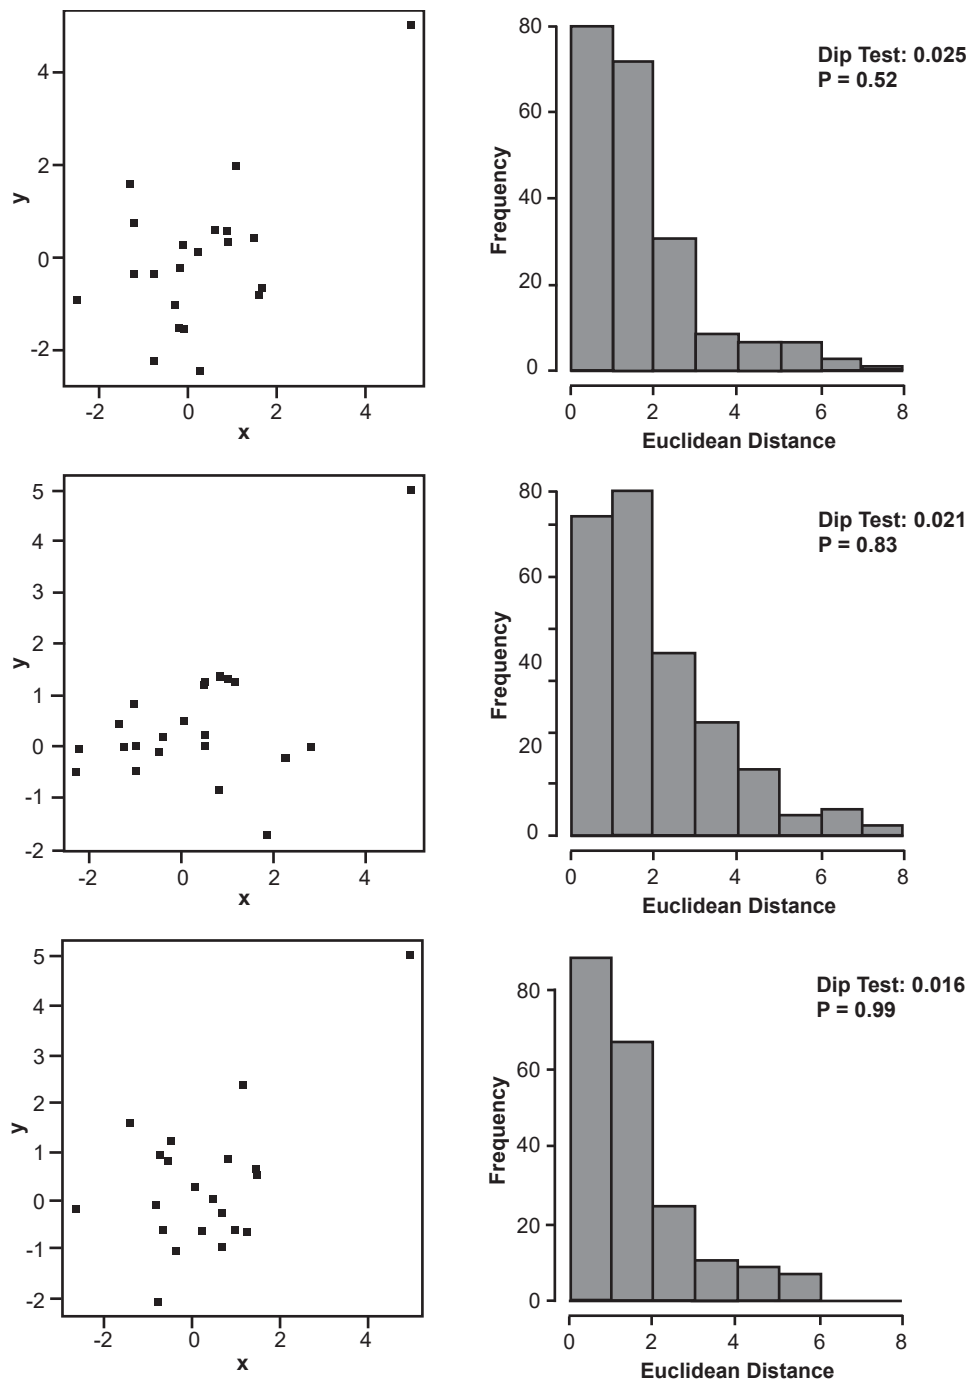 4
2
0
-2
y
-2 0 2 4
x
80
60
40
20
0
Frequency
0 2 4 6 8
Euclidean Distance
Dip Test: 0.025
P = 0.52
5
4
3
2
1
0
-1
-2
y
-2 0 2 4
x
80
60
40
20
0
Frequency
0 2 4 6 8
Euclidean Distance
Dip Test: 0.021
P = 0.83
5
4
3
2
1
0
-1
-2
y
-2 0 2 4
x
80
60
40
20
0
Frequency
0 2 4 6 8
Euclidean Distance
Dip Test: 0.016
P = 0.99